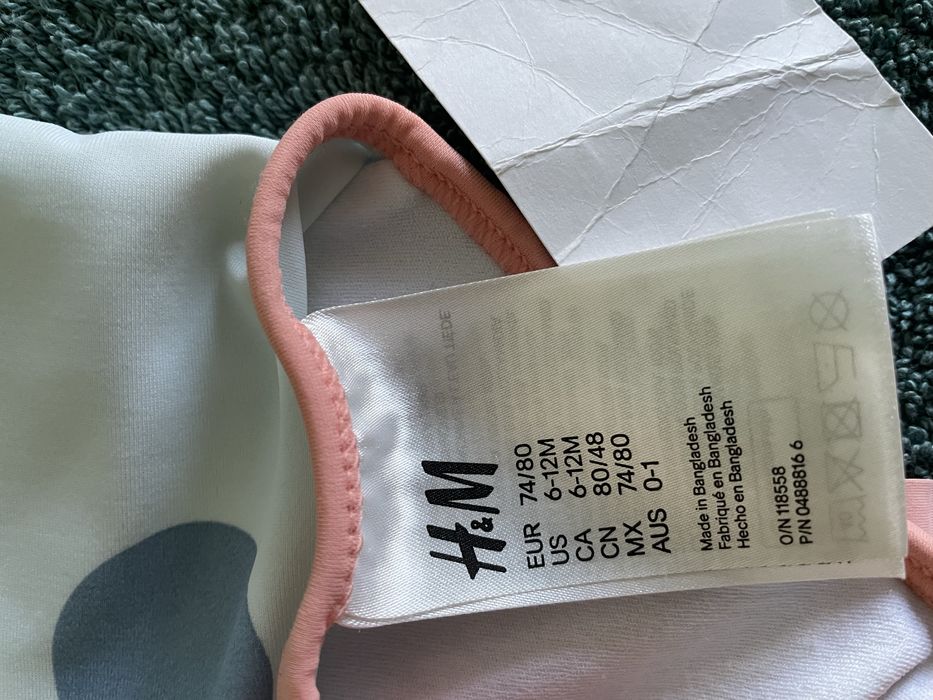 H&M
EUR 74/80
US 6-12M
CA 6-12M
CN 80/48
MX 74/80
AUS 0-1
Made in Bangladesh
Fabriqué en Bangladesh
Hecho en Bangladesh
O/N 118558
P/N 0488816 6